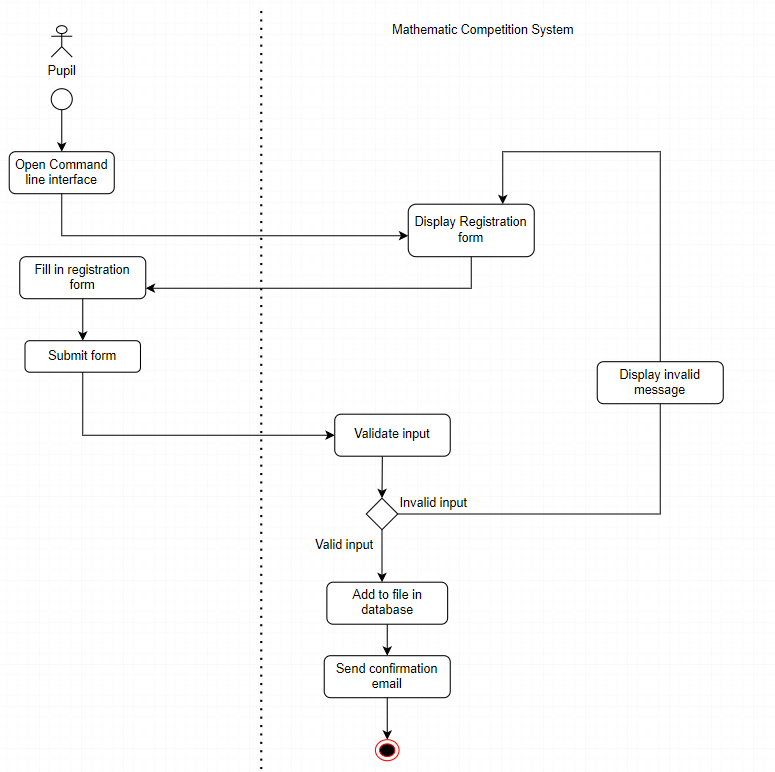 Mathematic Competition System
Pupil
Open Command
line interface
Display Registration
form
Fill in registration
form
Submit form
Display invalid
message
Validate input
Invalid input
Valid input
Add to file in
database
Send confirmation
email